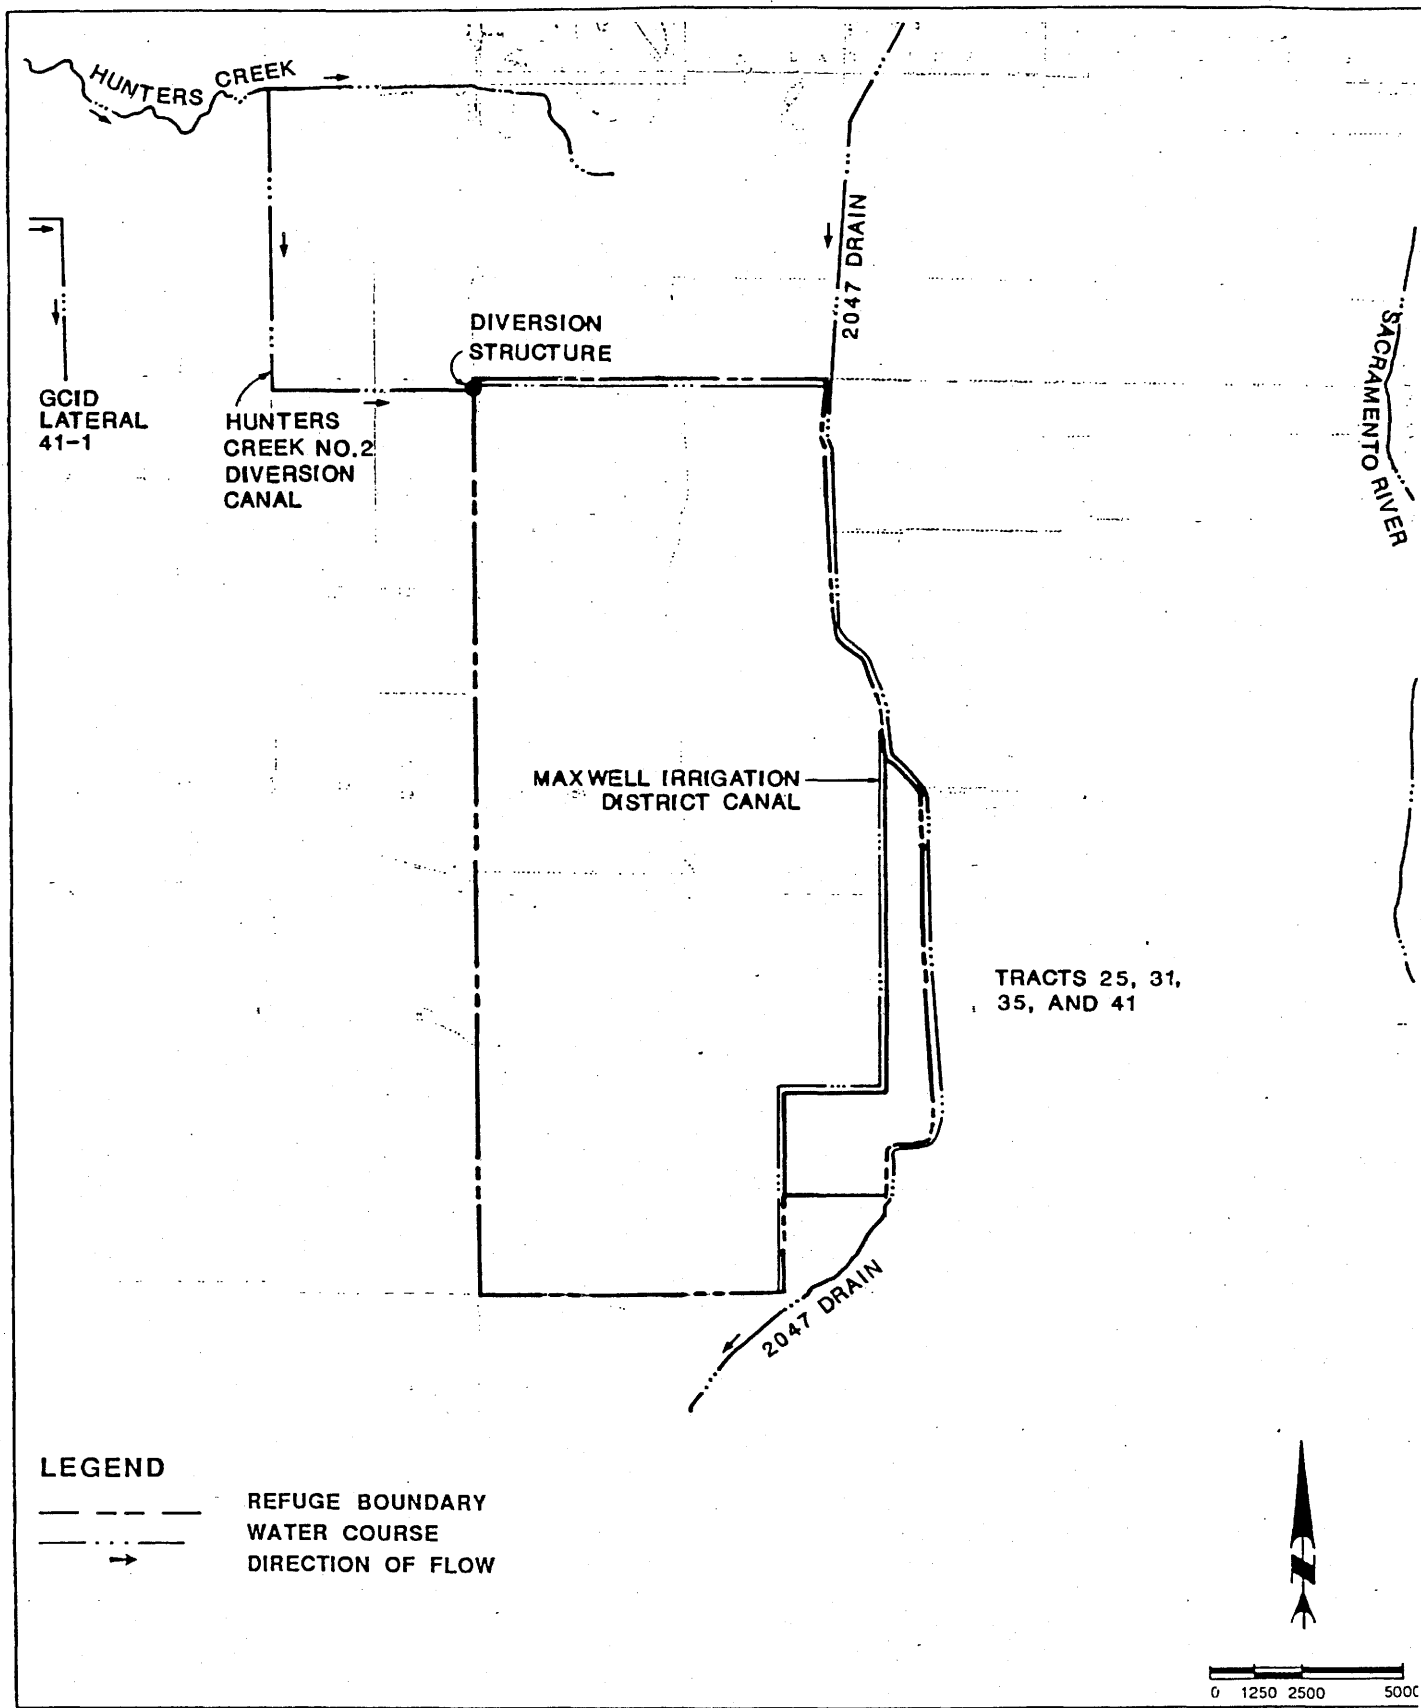 HUNTERS CREEK
2047 DRAIN
DIVERSION
STRUCTURE
SACRAMENTO RIVER
GCID
LATERAL
41-1
HUNTERS
CREEK NO.2
DIVERSION
CANAL
MAXWELL IRRIGATION
DISTRICT CANAL
TRACTS 25, 31,
35, AND 41
2047 DRAIN
LEGEND
REFUGE BOUNDARY
WATER COURSE
DIRECTION OF FLOW
N
0 1250 2500 5000